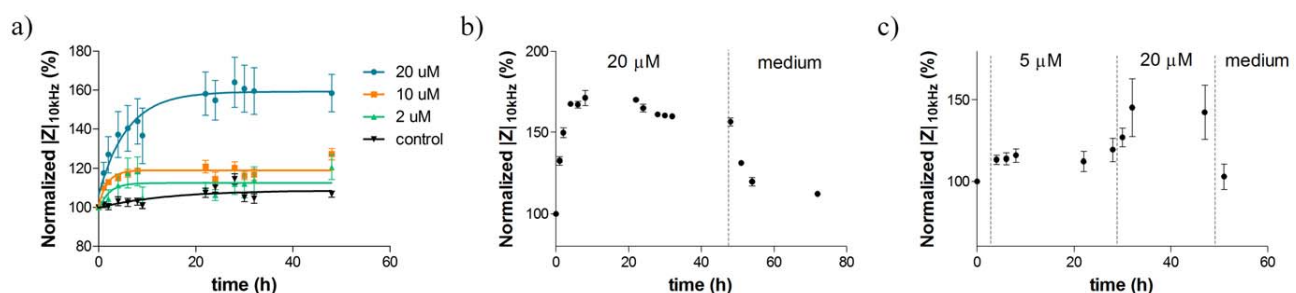 a)
Normalized |Z|10kHz (%)
180
160
140
120
100
80
0
20
40
60
time (h)
20 uM
10 uM
2 uM
control
b)
Normalized |Z|10kHz (%)
200
150
100
20 μM
medium
0
20
40
60
80
time (h)
c)
Normalized |Z|10kHz (%)
150
100
5 μM
20 μM
medium
0
20
40
60
time (h)